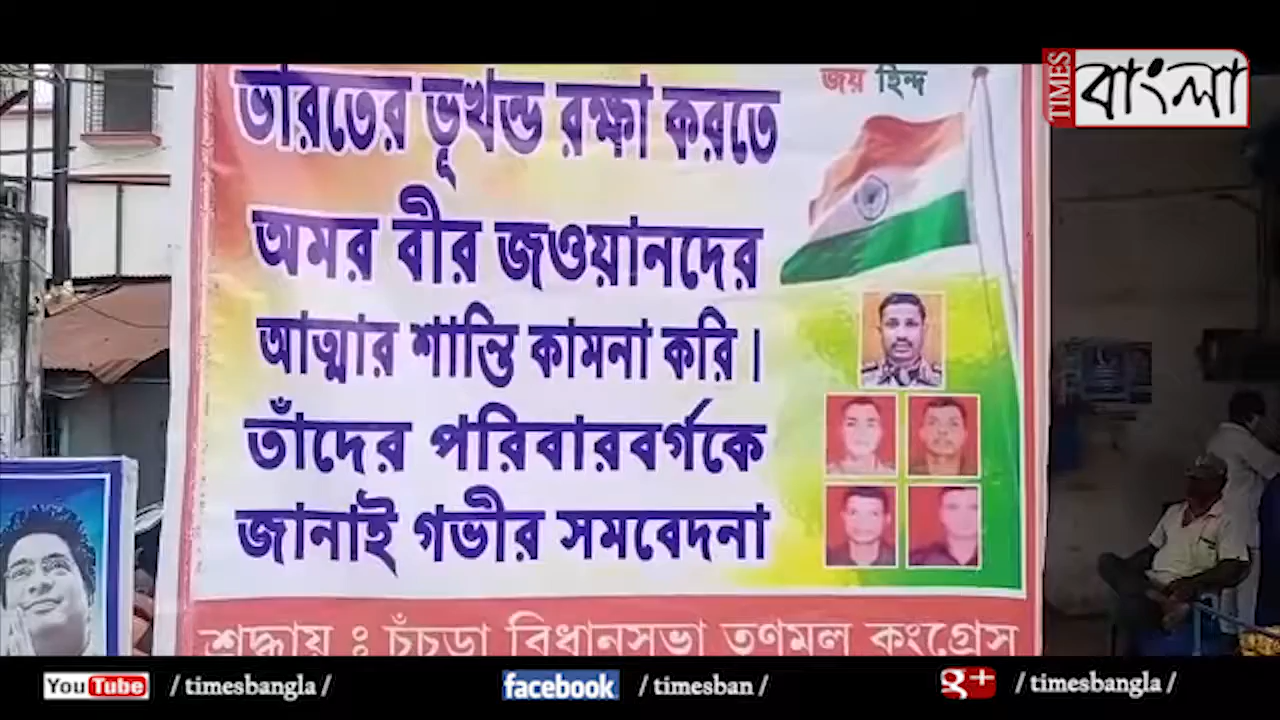 TIMES বাংলা
জয় হিন্দ
ভারতের ভূখন্ড রক্ষা করতে
অমর বীর জওয়ানদের
আত্মার শান্তি কামনা করি।
তাঁদের পরিবারবর্গকে
জানাই গভীর সমবেদনা
শ্রদ্ধায় ঃ চুঁচুড়া বিধানসভা তৃণমূল কংগ্রেস
YouTube / timesbangla /
facebook / timesban /
g+ / timesbangla /